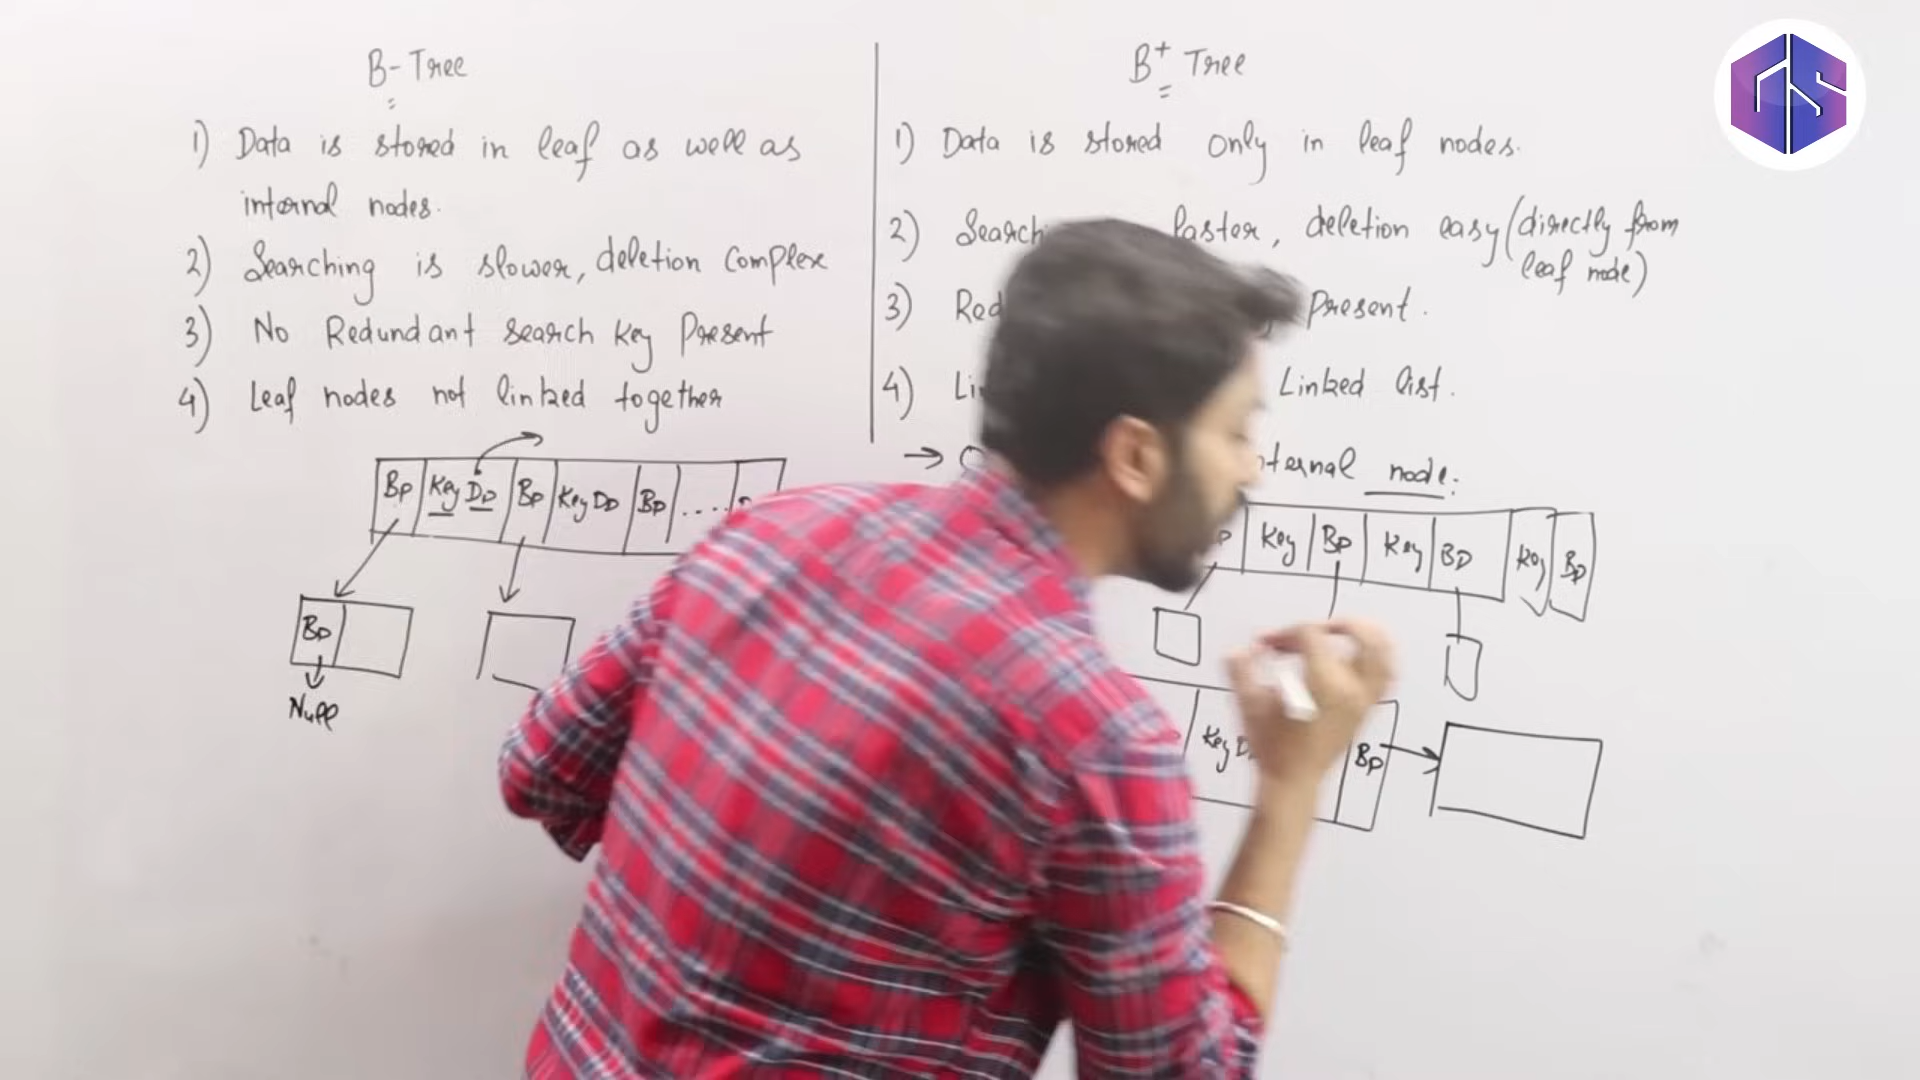 B- Tree
1) Data is stored in leaf as well as
internal nodes.
2) Searching is slower, deletion complex
3) No Redundant search key Present
4) Leaf nodes not linked together
Bp Key Dp Bp Key Dp Bp ....
Bp
Null
B+ Tree
1) Data is stored only in leaf nodes.
2) faster, deletion easy (directly from
leaf node)
3) Present.
4) Linked list.
→ node:
Key Bp Key Bp Key Bp
Key Bp